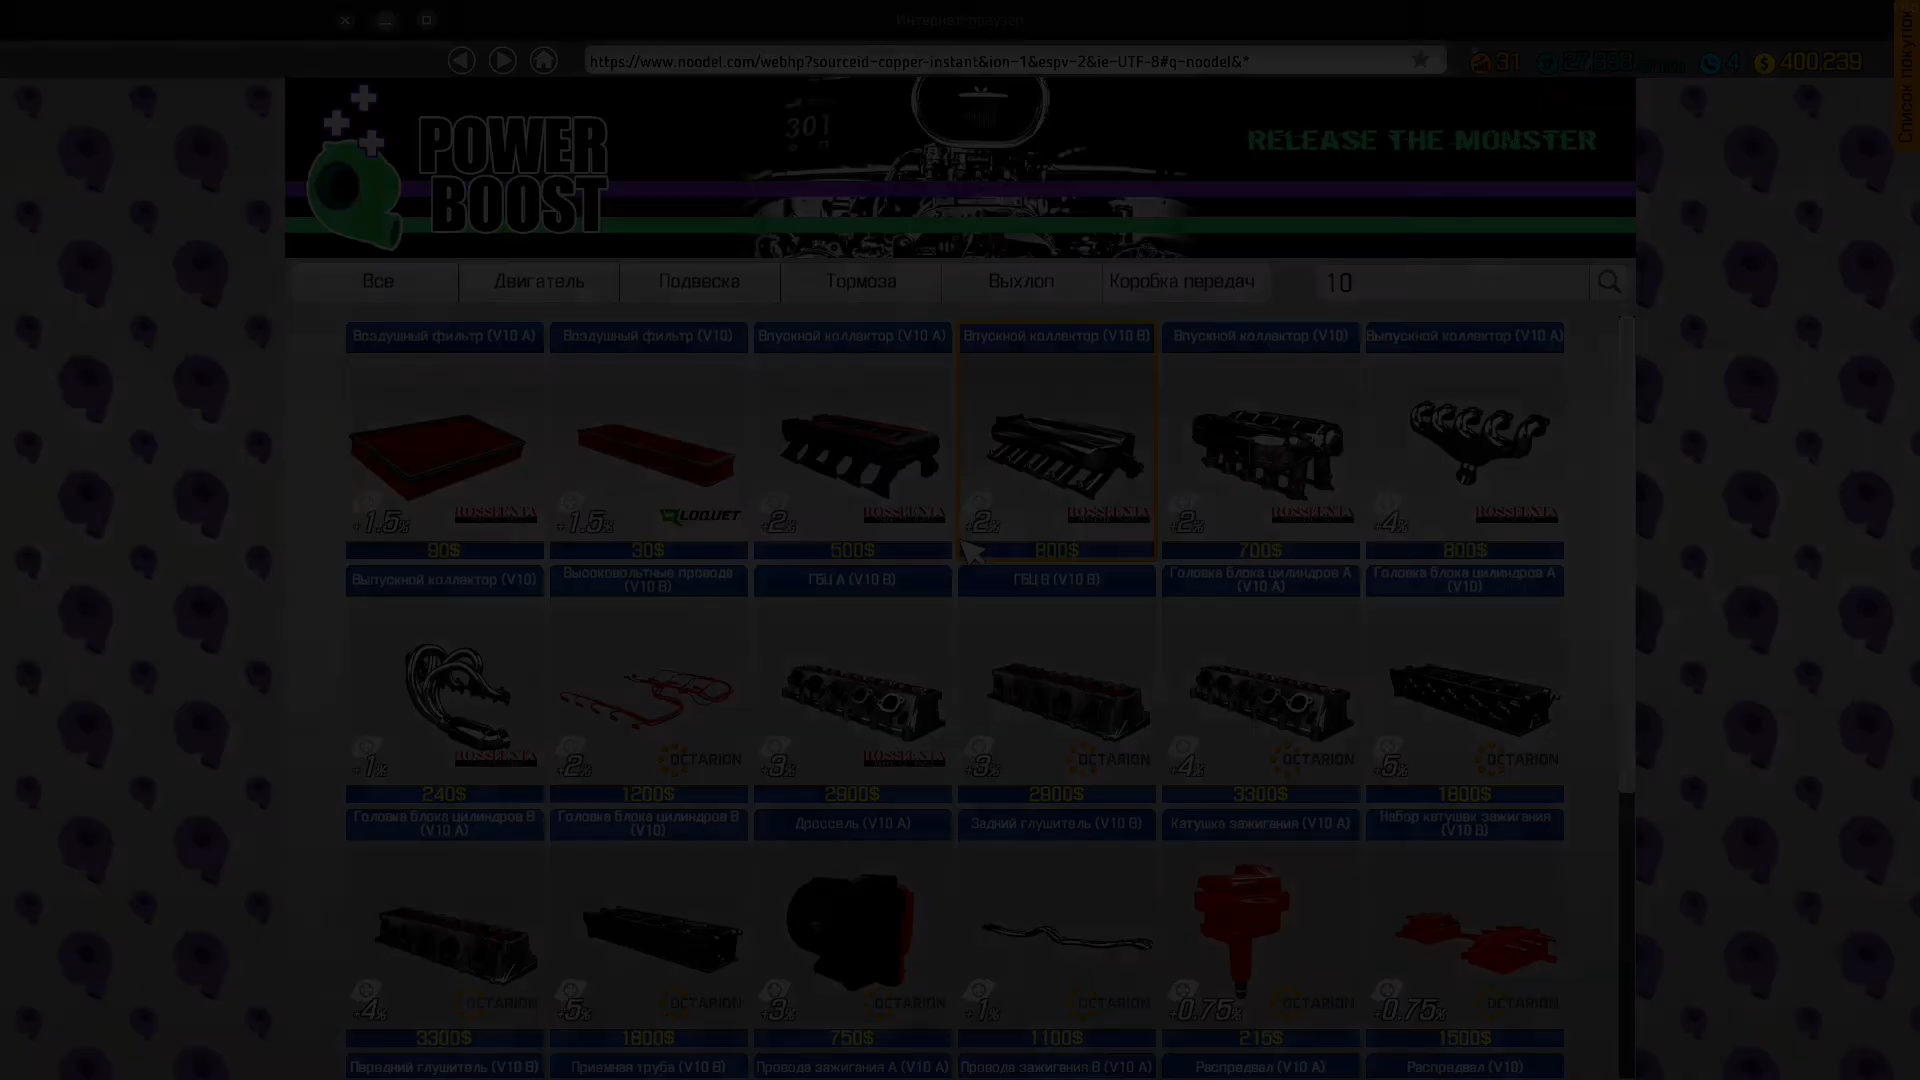 Интернет-браузер
https://www.noodel.com/webhp?sourceid-copper-instant&ion-1&espv-2&ie-UTF-8#q-noodel&*
31
4
400 239
Список покупок
POWER
BOOST
301
RELEASE THE MONSTER
Все
Двигатель
Подвеска
Тормоза
Выхлоп
Коробка передач
10
Воздушный фильтр (V10 A)
Воздушный фильтр (V10)
Впускной коллектор (V10 A)
Впускной коллектор (V10 B)
Впускной коллектор (V10)
Выпускной коллектор (V10 A)
+1.5%
+1.5%
LOQUET
+2%
+2%
+2%
+4%
90$
30$
500$
800$
700$
800$
Выпускной коллектор (V10)
Высоковольтные провода
(V10 B)
ГБЦ A (V10 B)
ГБЦ B (V10 B)
Головка блока цилиндров A
(V10 A)
Головка блока цилиндров A
(V10)
+1%
+2%
OCTARION
+3%
+3%
OCTARION
+4%
OCTARION
+5%
OCTARION
240$
1200$
2900$
2900$
3300$
1800$
Головка блока цилиндров B
(V10 A)
Головка блока цилиндров B
(V10)
Дроссель (V10 A)
Задний глушитель (V10 B)
Катушка зажигания (V10 A)
Набор катушек зажигания
(V10 B)
+4%
OCTARION
+5%
OCTARION
+3%
OCTARION
+1%
OCTARION
+0.75%
OCTARION
+0.75%
OCTARION
3300$
1800$
750$
1100$
215$
1500$
Передний глушитель (V10 B)
Приемная труба (V10 B)
Провода зажигания A (V10 A)
Провода зажигания B (V10 A)
Распредвал (V10 A)
Распредвал (V10)